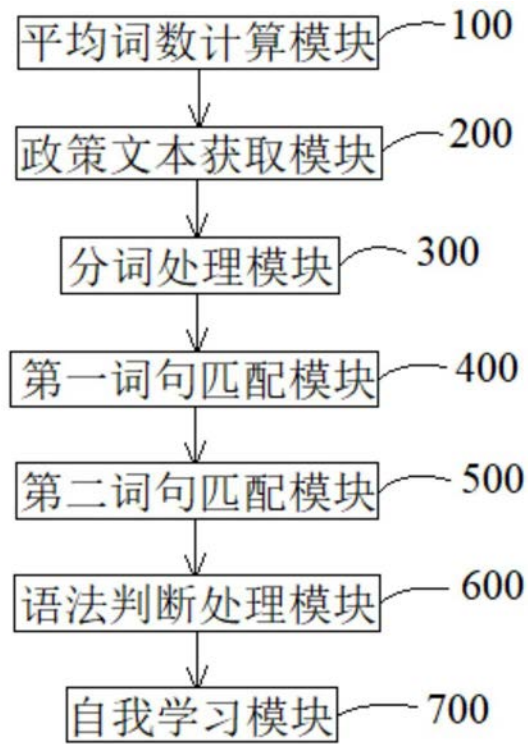 平均词数计算模块 100
政策文本获取模块 200
分词处理模块 300
第一词句匹配模块 400
第二词句匹配模块 500
语法判断处理模块 600
自我学习模块 700